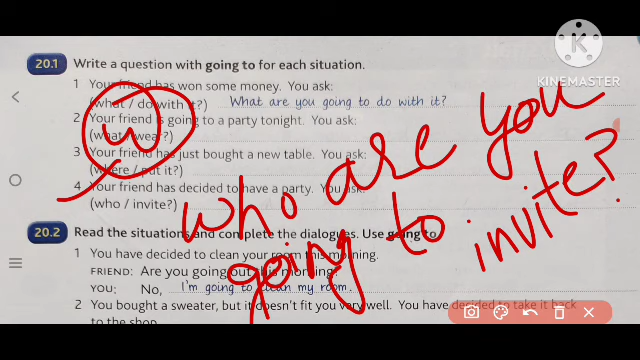 20.1 Write a question with going to for each situation.
1 Your friend has won some money. You ask:
(what / do with it?) What are you going to do with it?
2 Your friend is going to a party tonight. You ask:
(what / wear?)
3 Your friend has just bought a new table. You ask:
(where / put it?)
4 Your friend has decided to have a party. You ask:
(who / invite?)
who are you
going to invite?
20.2 Read the situations and complete the dialogues. Use going to
1 You have decided to clean your room this morning.
FRIEND: Are you going out this morning?
YOU: No, I'm going to clean my room.
2 You bought a sweater, but it doesn't fit you very well. You have decided to take it back
to the shop.
K
KINEMASTER